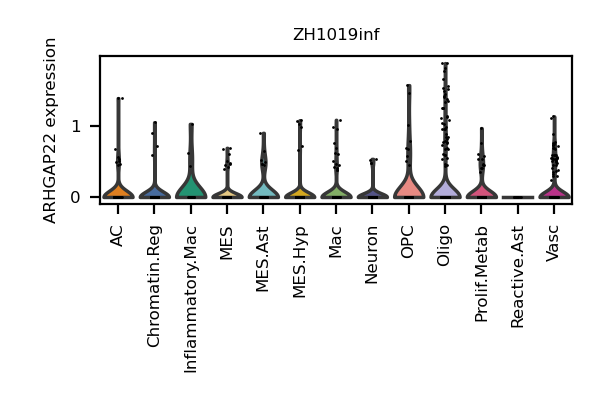 ZH1019inf
ARHGAP22 expression
1
0
AC
Chromatin.Reg
Inflammatory.Mac
MES
MES.Ast
MES.Hyp
Mac
Neuron
OPC
Oligo
Prolif.Metab
Reactive.Ast
Vasc